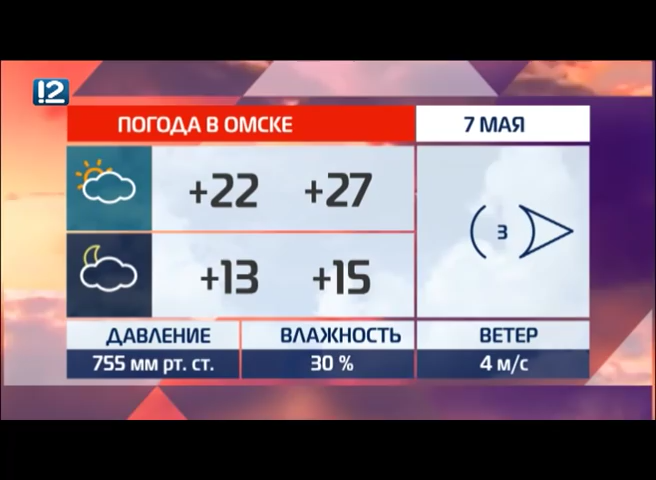 12
ПОГОДА В ОМСКЕ
7 МАЯ
+22 +27
З
+13 +15
ДАВЛЕНИЕ
ВЛАЖНОСТЬ
ВЕТЕР
755 мм рт. ст.
30 %
4 м/с